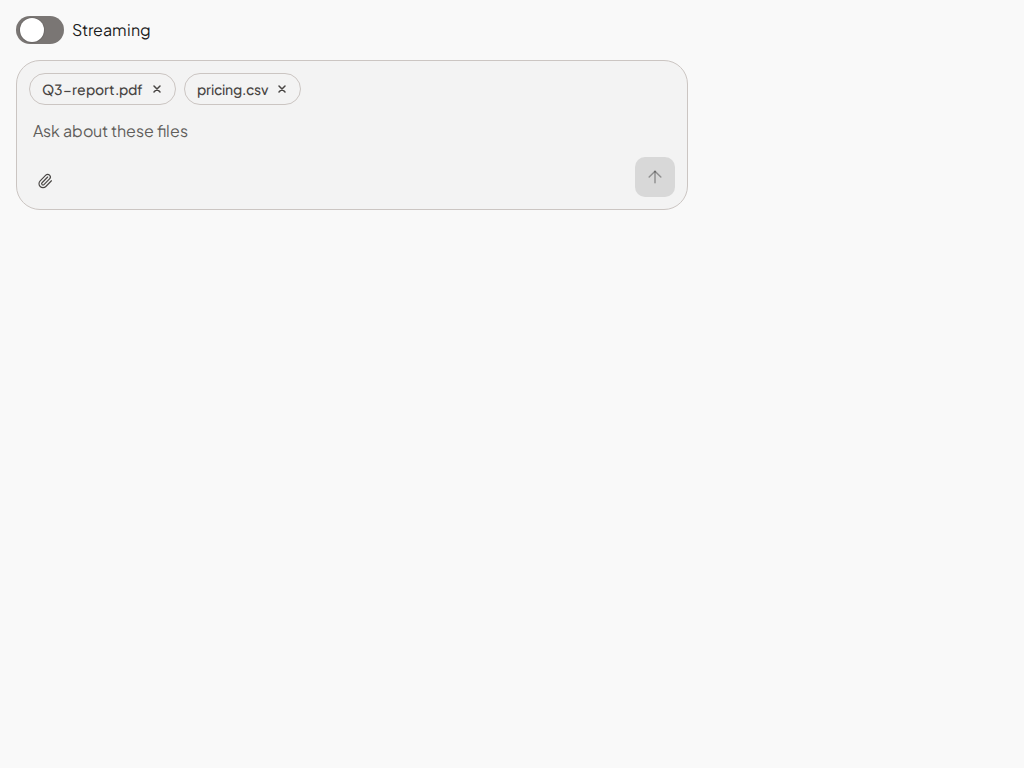 Streaming
Q3-report.pdf × pricing.csv ×
Ask about these files